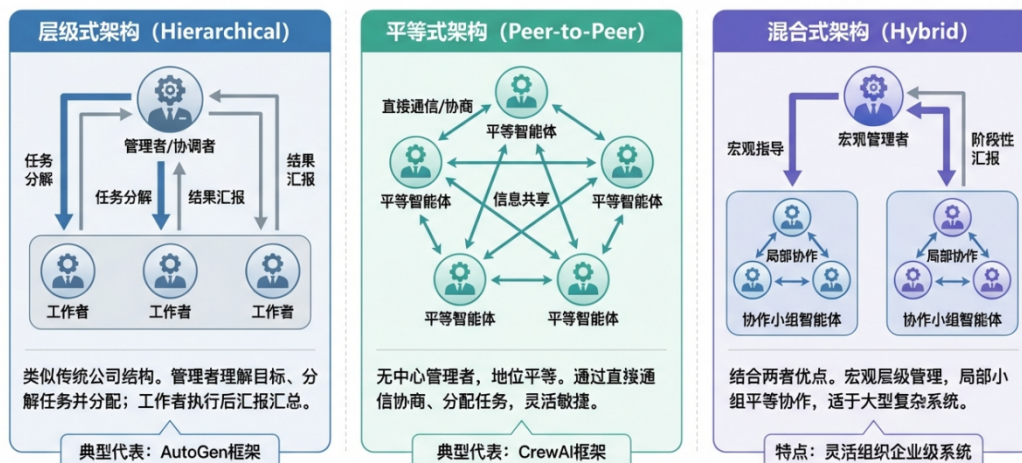 层级式架构（Hierarchical）
管理者/协调者
任务
分解
任务分解
结果汇报
结果
汇报
工作者
工作者
工作者
类似传统公司结构。管理者理解目标、分
解任务并分配；工作者执行后汇报汇总。
典型代表：AutoGen框架
平等式架构（Peer-to-Peer）
直接通信/协商
平等智能体
平等智能体
信息共享
平等智能体
平等智能体
平等智能体
无中心管理者，地位平等。通过直接通
信协商、分配任务，灵活敏捷。
典型代表：CrewAI框架
混合式架构（Hybrid）
宏观管理者
宏观指导
阶段性
汇报
局部协作
协作小组智能体
局部协作
协作小组智能体
结合两者优点。宏观层级管理，局部小
组平等协作，适于大型复杂系统。
特点：灵活组织企业级系统